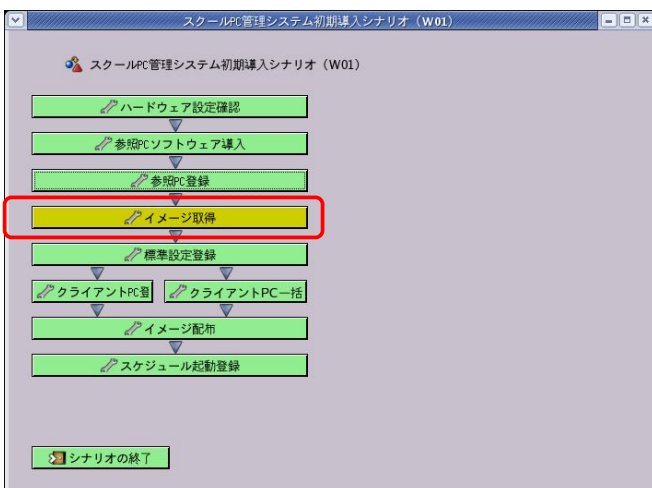 スクールPC管理システム初期導入シナリオ（W01）
スクールPC管理システム初期導入シナリオ（W01）
ハードウェア設定確認
参照PCソフトウェア導入
参照PC登録
イメージ取得
標準設定登録
クライアントPC登 クライアントPC一括
イメージ配布
スケジュール起動登録
シナリオの終了